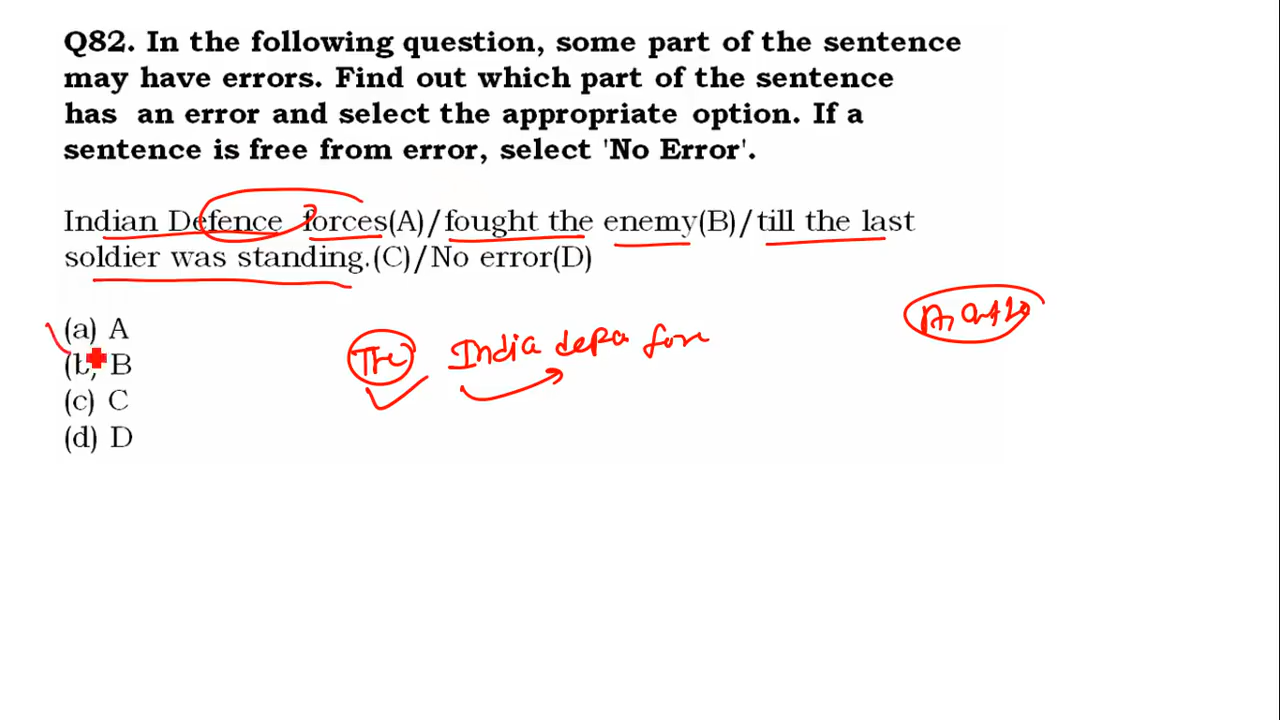 Q82. In the following question, some part of the sentence
may have errors. Find out which part of the sentence
has an error and select the appropriate option. If a
sentence is free from error, select 'No Error'.
Indian Defence forces(A)/fought the enemy(B)/till the last
soldier was standing.(C)/No error(D)
(a) A
(b) B
The India defa fore
(c) C
(d) D